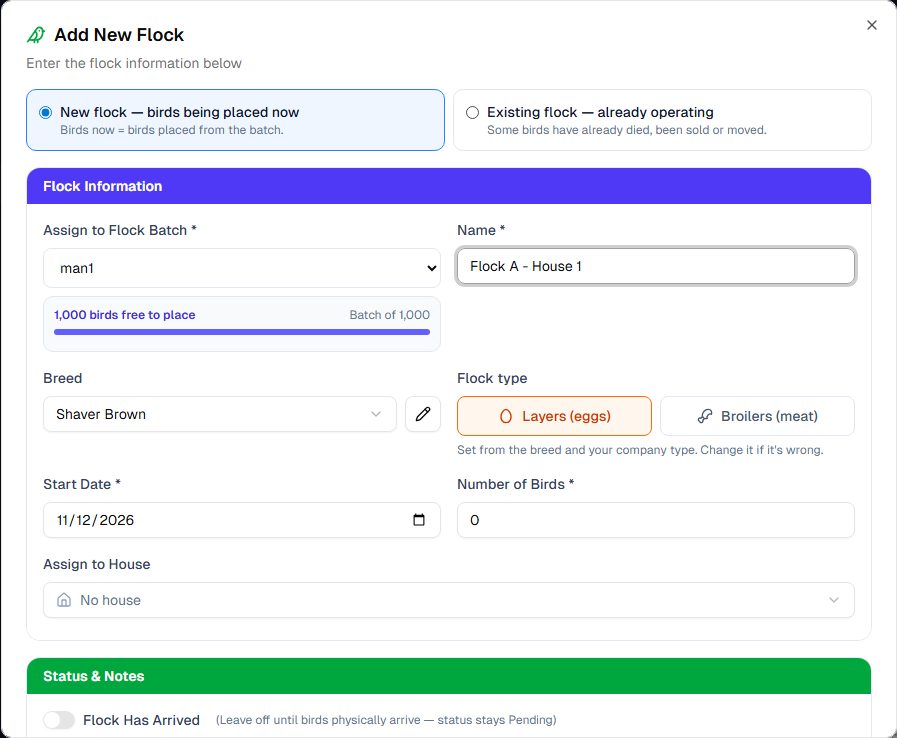 Add New Flock
Enter the flock information below
New flock — birds being placed now
Birds now = birds placed from the batch.
Existing flock — already operating
Some birds have already died, been sold or moved.
Flock Information
Assign to Flock Batch *
man1
1,000 birds free to place
Batch of 1,000
Name *
Flock A - House 1
Breed
Shaver Brown
Flock type
Layers (eggs)
Broilers (meat)
Set from the breed and your company type. Change it if it's wrong.
Start Date *
11/12/2026
Number of Birds *
0
Assign to House
No house
Status & Notes
Flock Has Arrived
(Leave off until birds physically arrive — status stays Pending)